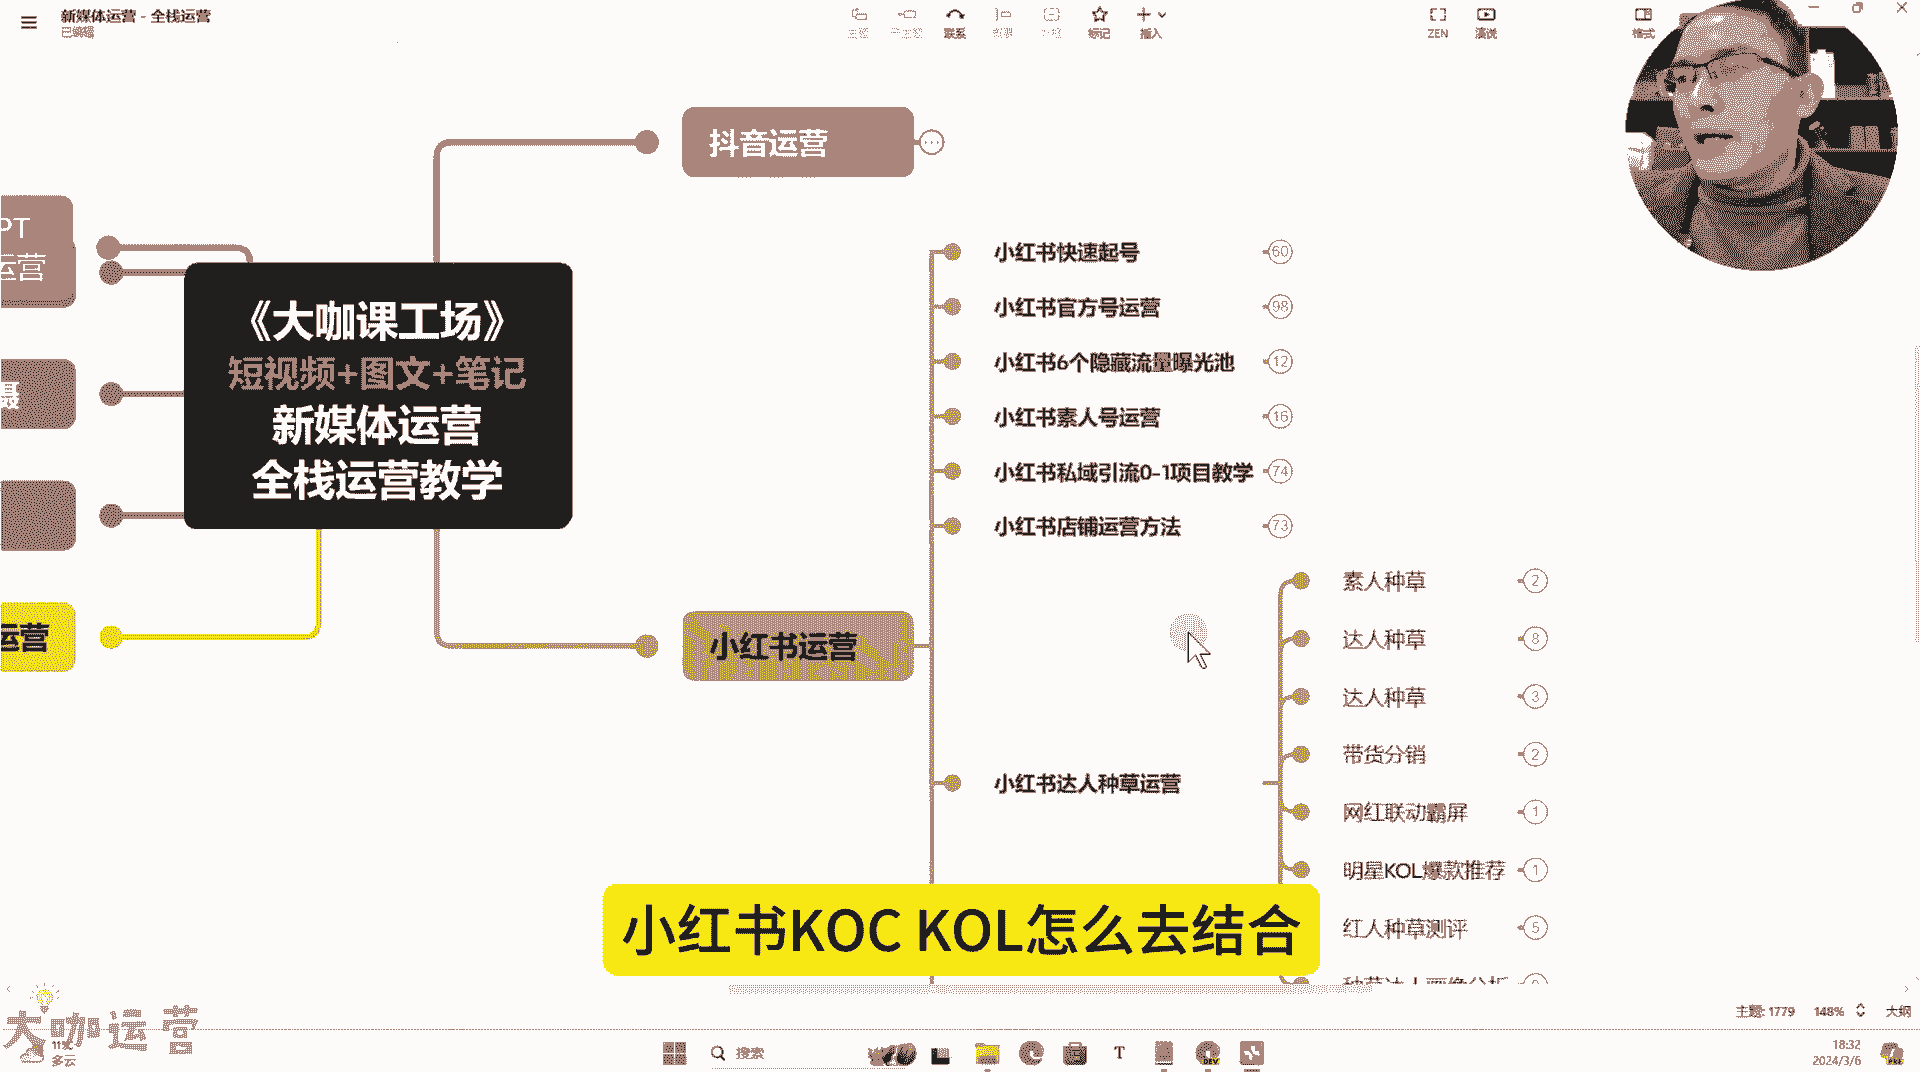 新媒体运营 - 全栈运营
已编辑
联系
标记
插入
ZEN
演说
格式
抖音运营
PT
运营
《大咖课工场》
短视频+图文+笔记
新媒体运营
全栈运营教学
小红书快速起号 60
小红书官方号运营 98
小红书6个隐藏流量曝光池 12
小红书素人号运营 16
小红书私域引流0-1项目教学 74
小红书店铺运营方法 73
素人种草 2
达人种草 8
运营
小红书运营
达人种草 3
带货分销 2
小红书达人种草运营
网红联动霸屏 1
明星KOL爆款推荐 1
红人种草测评 5
小红书KOC KOL怎么去结合
大咖运营
主题: 1779
148%
大纲
11℃
多云
搜索
T
DEV
18:32
2024/3/6